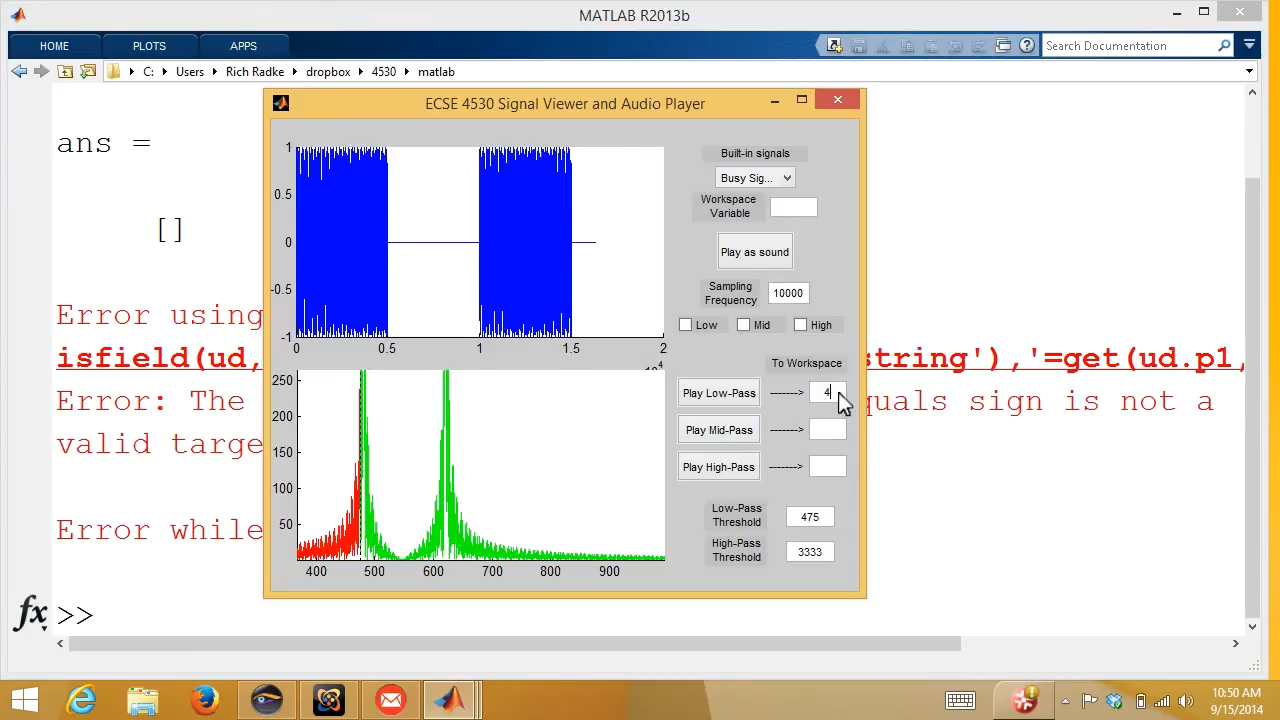 MATLAB R2013b
HOME PLOTS APPS
Search Documentation
C: Users Rich Radke dropbox 4530 matlab
ECSE 4530 Signal Viewer and Audio Player
ans =
[]
Error using
isfield(ud, string'),'=get(ud.p1,
Error: The quals sign is not a
valid targe
Error while
fx >>
1
0.5
0
-0.5
-1
0 0.5 1 1.5 2
Built-in signals
Busy Sig...
Workspace
Variable
Play as sound
Sampling
Frequency
10000
Low Mid High
To Workspace
Play Low-Pass -------> 4
Play Mid-Pass ------->
Play High-Pass ------->
Low-Pass
Threshold
475
High-Pass
Threshold
3333
250
200
150
100
50
400 500 600 700 800 900
10:50 AM
9/15/2014